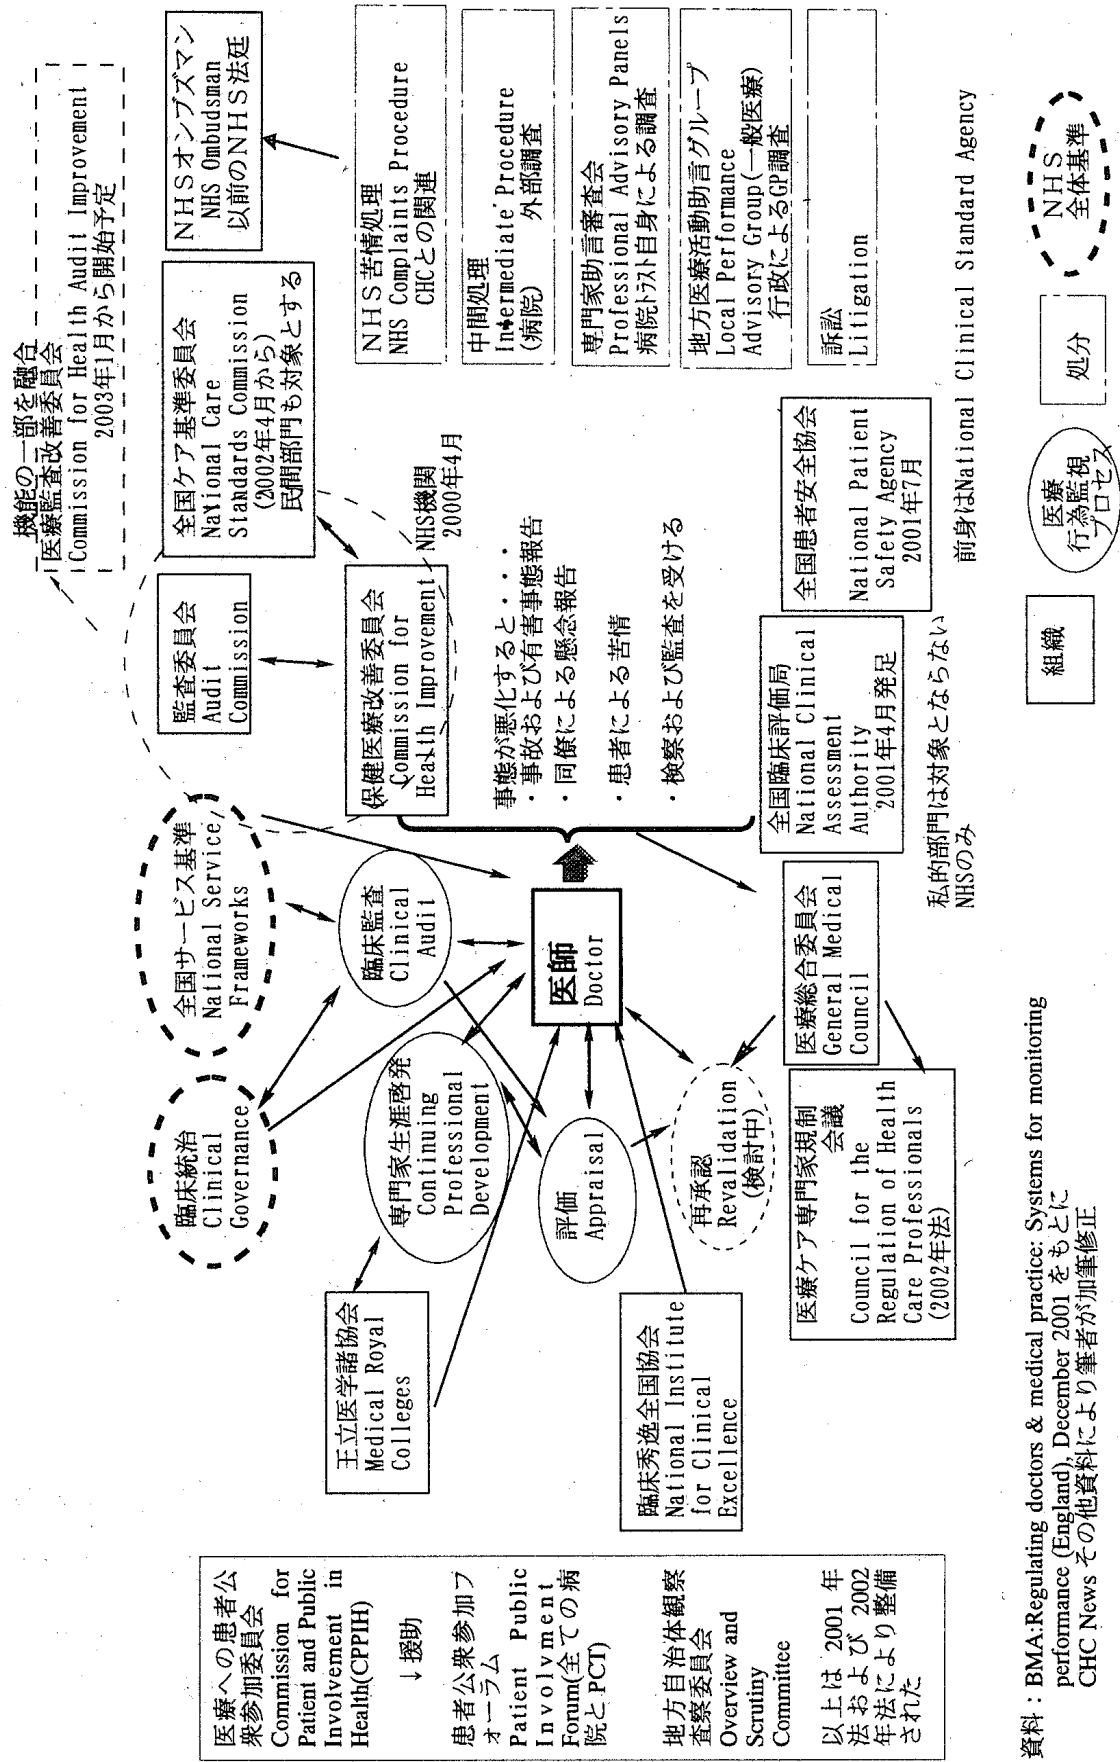 医療への患者公
衆参加委員会
Commission for
Patient and Public
Involvement in
Health(CPPIH)
↓援助
患者公衆参加フ
ォーラム
Patient Public
Involvement
Forum(全ての病
院とPCT)
地方自治体観察
査察委員会
Overview and
Scrutiny
Committee
以上は 2001 年
法および 2002
年法により整備
された
王立医学諸協会
Medical Royal
Colleges
臨床秀逸全国協会
National Institute
for Clinical
Excellence
臨床統治
Clinical
Governance
専門家生涯啓発
Continuing
Professional
Development
評価
Appraisal
再承認
Revalidation
(検討中)
医療ケア専門家規制
会議
Council for the
Regulation of Health
Care Professionals
(2002年法)
全国サービス基準
National Service
Frameworks
臨床監査
Clinical
Audit
医師
Doctor
医療総合委員会
General Medical
Council
機能の一部を融合
医療監査改善委員会
Commission for Health Audit Improvement
2003年1月から開始予定
監査委員会
Audit
Commission
全国ケア基準委員会
National Care
Standards Commission
(2002年4月から)
民間部門も対象とする
保健医療改善委員会
Commission for
Health Improvement
NHS機関
2000年4月
事態が悪化すると・・・
・事故および有害事態報告
・同僚による懸念報告
・患者による苦情
・検察および監査を受ける
全国臨床評価局
National Clinical
Assessment
Authority
2001年4月発足
私的部門は対象とならない
NHSのみ
全国患者安全協会
National Patient
Safety Agency
2001年7月
前身はNational Clinical Standard Agency
NHSオンブズマン
NHS Ombudsman
以前のNHS法廷
NHS苦情処理
NHS Complaints Procedure
CHCとの関連
中間処理
Intermediate Procedure
(病院) 外部調査
専門家助言審査会
Professional Advisory Panels
病院トラスト自身による調査
地方医療活動助言グループ
Local Performance
Advisory Group(一般医療)
行政によるGP調査
訴訟
Litigation
組織
医療
行為監視
プロセス
処分
NHS
全体基準
資料：BMA:Regulating doctors & medical practice: Systems for monitoring
performance (England), December 2001 をもとに
CHC News その他資料により筆者が加筆修正